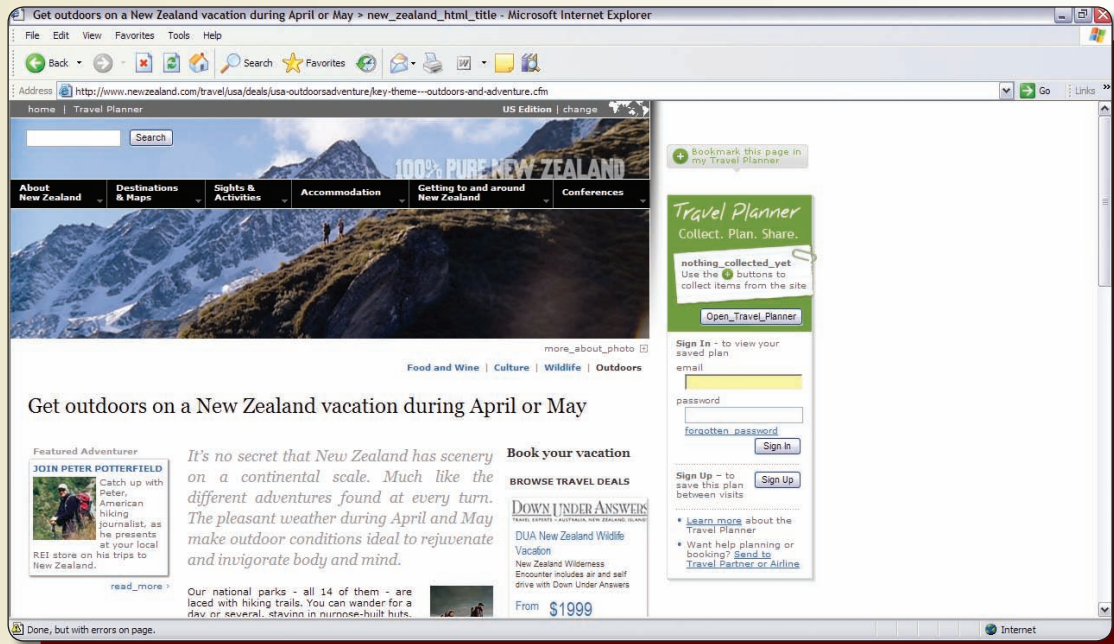 Get outdoors on a New Zealand vacation during April or May > new_zealand_html_title - Microsoft Internet Explorer
File Edit View Favorites Tools Help
Back Search Favorites
Address http://www.newzealand.com/travel/usa/deals/usa-outdoorsadventure/key-theme---outdoors-and-adventure.cfm Go Links »
home | Travel Planner US Edition | change
Search
100% PURE NEW ZEALAND
About New Zealand
Destinations & Maps
Sights & Activities
Accommodation
Getting to and around New Zealand
Conferences
more_about_photo
Food and Wine | Culture | Wildlife | Outdoors
Get outdoors on a New Zealand vacation during April or May
Featured Adventurer
JOIN PETER POTTERFIELD
Catch up with
Peter,
American
hiking
journalist, as
he presents
at your local
REI store on his trips to
New Zealand.
read_more ›
It's no secret that New Zealand has scenery
on a continental scale. Much like the
different adventures found at every turn.
The pleasant weather during April and May
make outdoor conditions ideal to rejuvenate
and invigorate body and mind.
Our national parks - all 14 of them - are
laced with hiking trails. You can wander for a
day or several, staying in purpose-built huts.
Book your vacation
BROWSE TRAVEL DEALS
DOWN UNDER ANSWERS
TRAVEL EXPERTS - AUSTRALIA, NEW ZEALAND,
DUA New Zealand Wildlife
Vacation
New Zealand Wilderness
Encounter includes air and self
drive with Down Under Answers
From $1999
Bookmark this page in
my Travel Planner
Travel Planner
Collect. Plan. Share.
nothing_collected_yet
Use the + buttons to
collect items from the site
Open_Travel_Planner
Sign In - to view your
saved plan
email
password
forgotten_password
Sign In
Sign Up – to
save this plan
between visits
Sign Up
Learn more about the
Travel Planner
Want help planning or
booking? Send to
Travel Partner or Airline
Done, but with errors on page. Internet